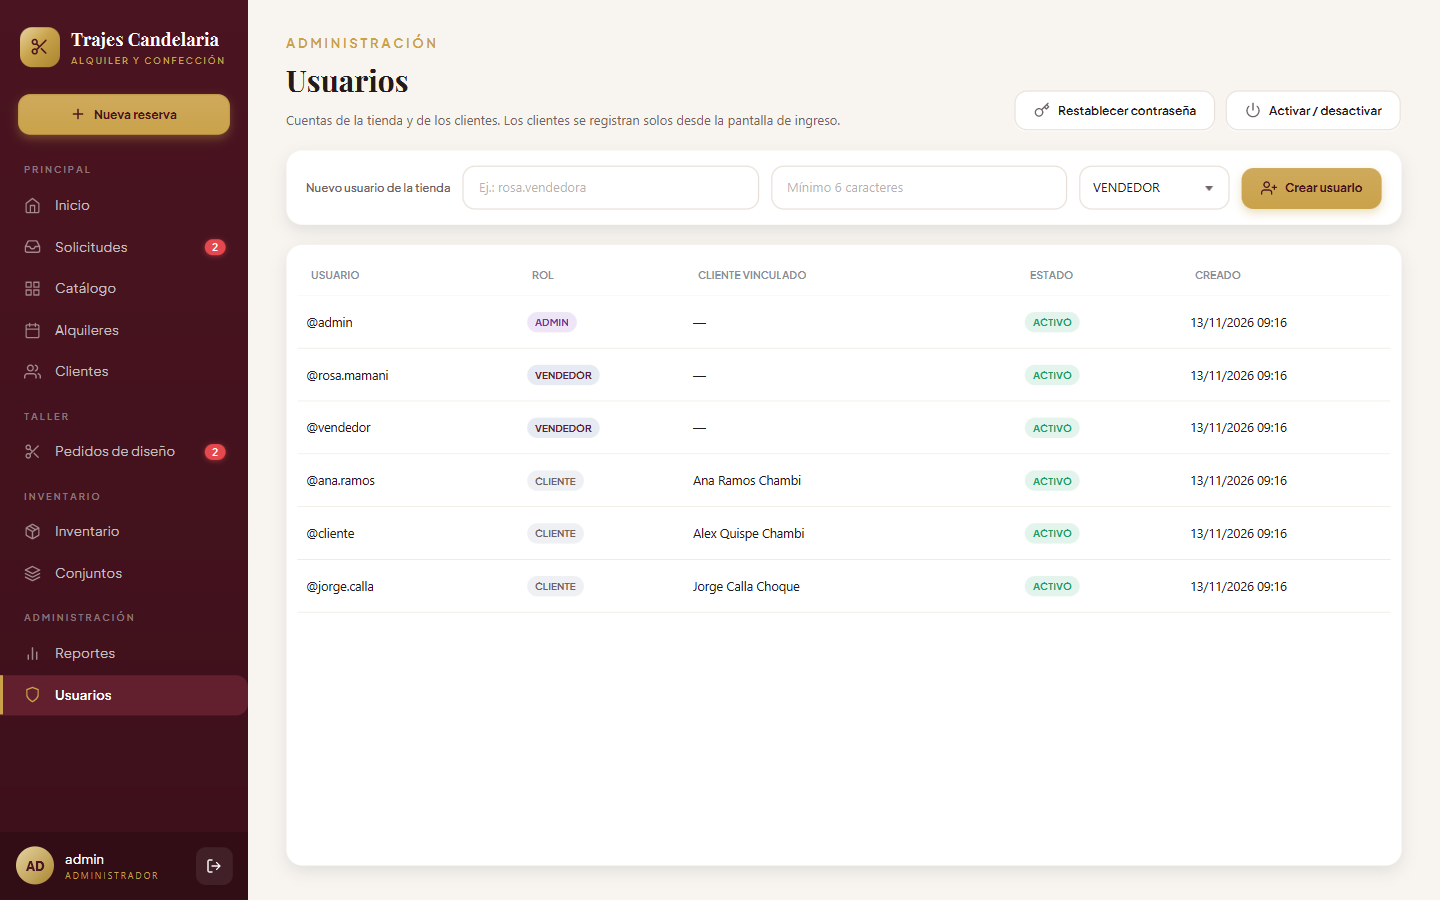 Trajes Candelaria
ALQUILER Y CONFECCIÓN
Nueva reserva
PRINCIPAL
Inicio
Solicitudes 2
Catálogo
Alquileres
Clientes
TALLER
Pedidos de diseño 2
INVENTARIO
Inventario
Conjuntos
ADMINISTRACIÓN
Reportes
Usuarios
AD
admin
ADMINISTRADOR
ADMINISTRACIÓN
Usuarios
Cuentas de la tienda y de los clientes. Los clientes se registran solos desde la pantalla de ingreso.
Restablecer contraseña Activar / desactivar
Nuevo usuario de la tienda Ej.: rosa.vendedora Mínimo 6 caracteres VENDEDOR Crear usuario
USUARIO ROL CLIENTE VINCULADO ESTADO CREADO
@admin ADMIN — ACTIVO 13/11/2026 09:16
@rosa.mamani VENDEDOR — ACTIVO 13/11/2026 09:16
@vendedor VENDEDOR — ACTIVO 13/11/2026 09:16
@ana.ramos CLIENTE Ana Ramos Chambi ACTIVO 13/11/2026 09:16
@cliente CLIENTE Alex Quispe Chambi ACTIVO 13/11/2026 09:16
@jorge.calla CLIENTE Jorge Calla Choque ACTIVO 13/11/2026 09:16